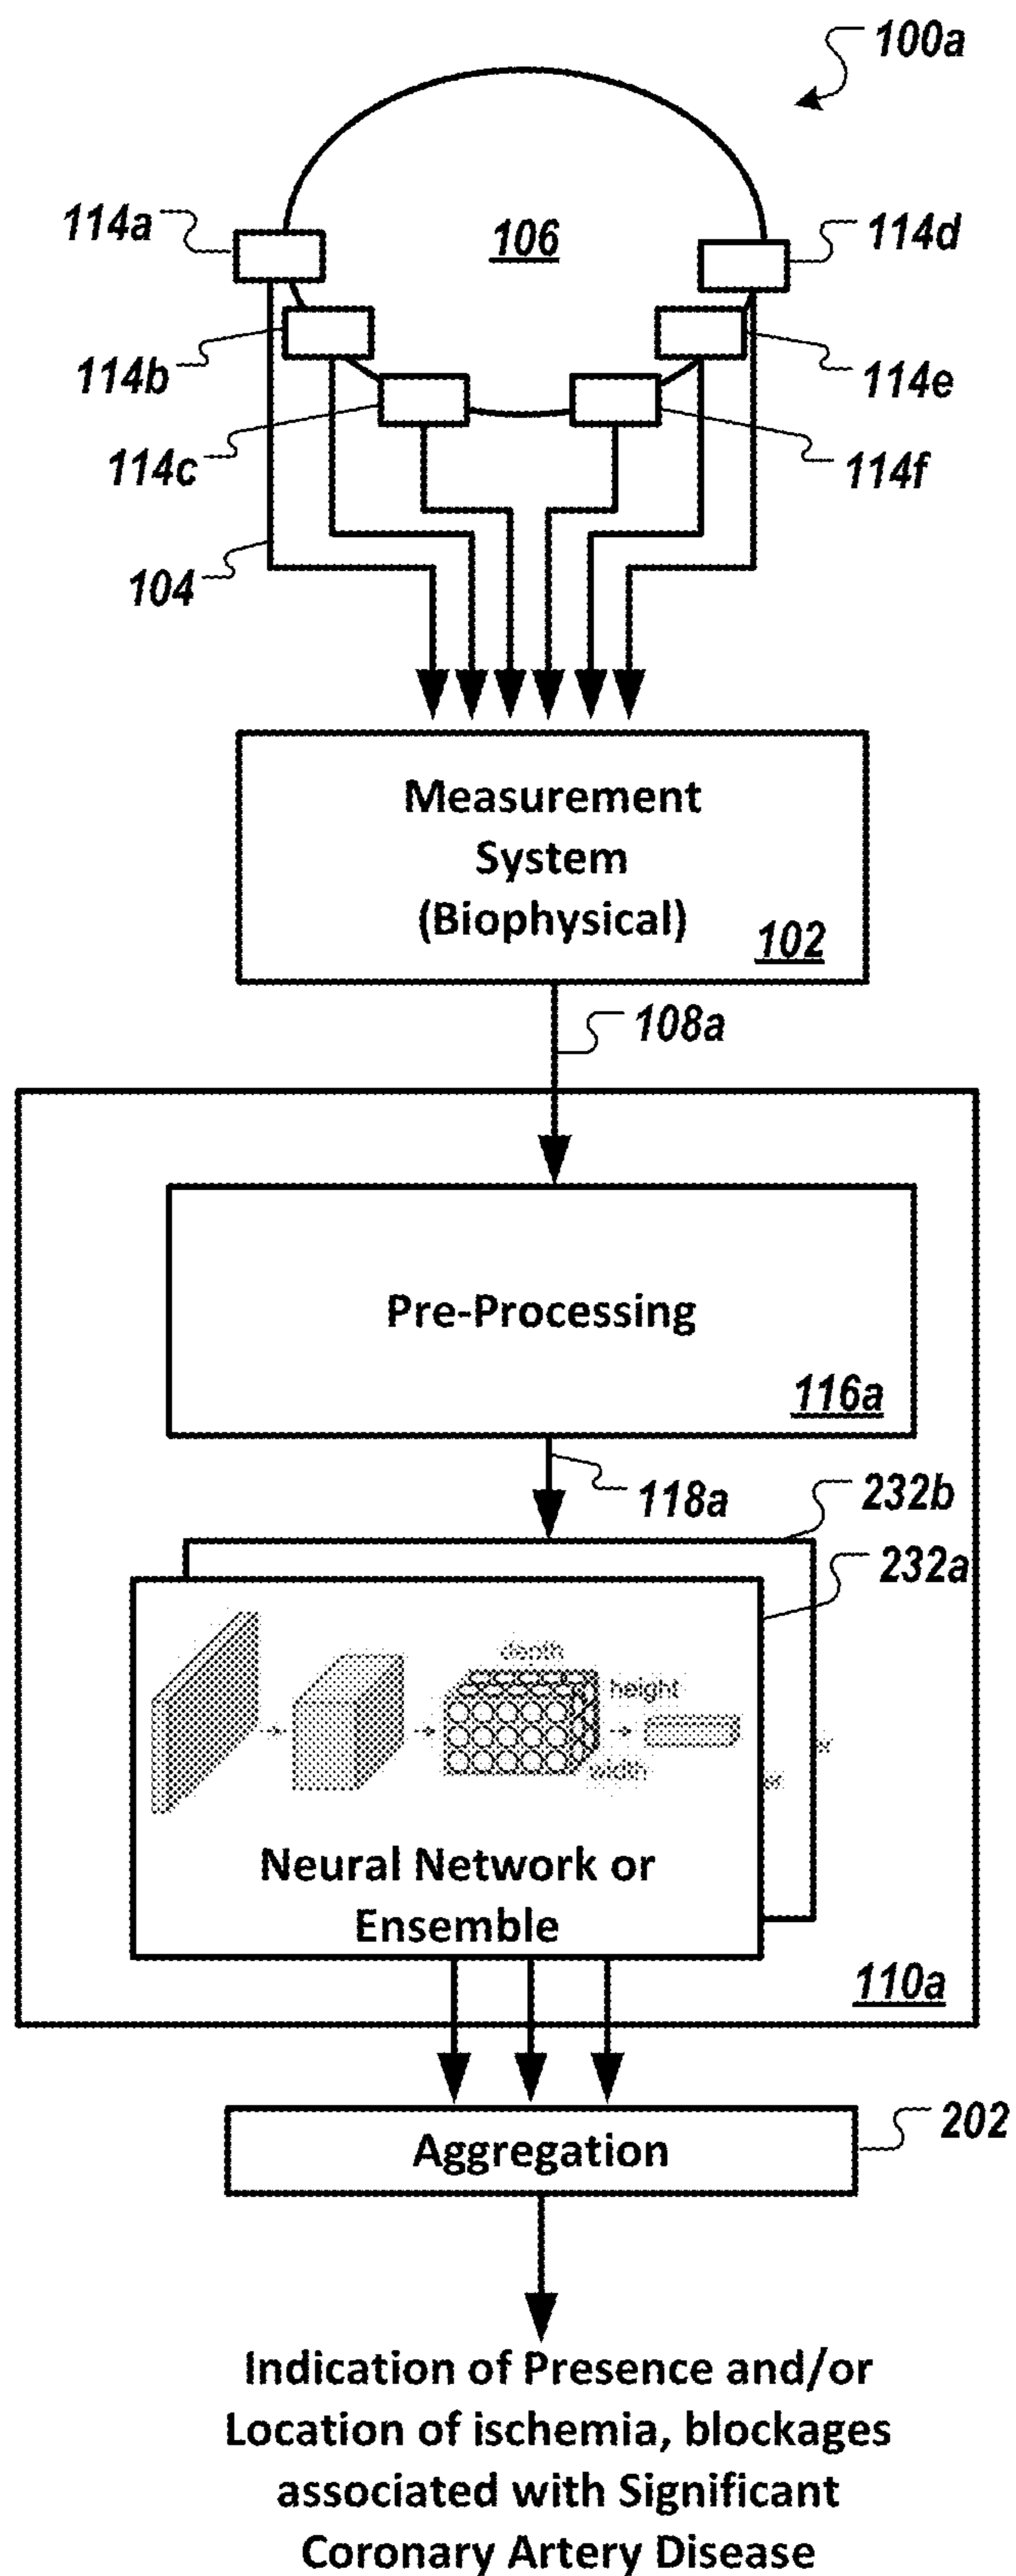 100a
114a
106
114d
114b
114e
114c
114f
104
Measurement
System
(Biophysical)
102
108a
Pre-Processing
116a
118a
232b
232a
depth
height
width
Neural Network or
Ensemble
110a
Aggregation
202
Indication of Presence and/or
Location of ischemia, blockages
associated with Significant
Coronary Artery Disease